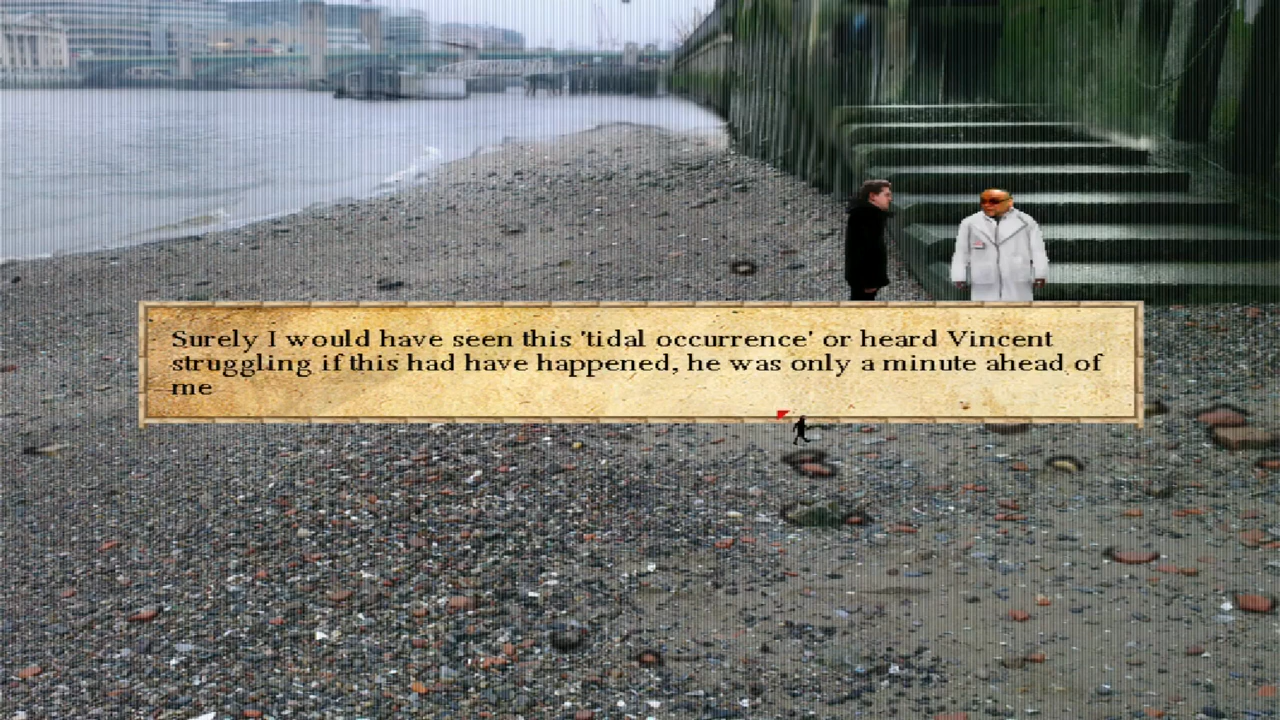 Surely I would have seen this 'tidal occurrence' or heard Vincent
struggling if this had have happened, he was only a minute ahead of
me